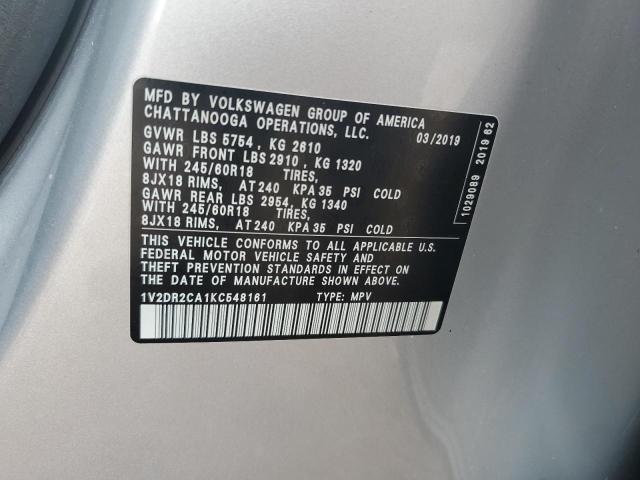 MFD BY VOLKSWAGEN GROUP OF AMERICA
CHATTANOOGA OPERATIONS, LLC. 03/2019
GVWR LBS 5754 , KG 2610
GAWR FRONT LBS 2910 , KG 1320
WITH 245/60R18 TIRES,
8JX18 RIMS, AT 240 KPA 35 PSI COLD
GAWR REAR LBS 2954, KG 1340
WITH 245/60R18 TIRES,
8JX18 RIMS, AT 240 KPA 35 PSI COLD
THIS VEHICLE CONFORMS TO ALL APPLICABLE U.S.
FEDERAL MOTOR VEHICLE SAFETY AND
THEFT PREVENTION STANDARDS IN EFFECT ON
THE DATE OF MANUFACTURE SHOWN ABOVE.
1V2DR2CA1KC548161 TYPE: MPV
1029089 2019 62